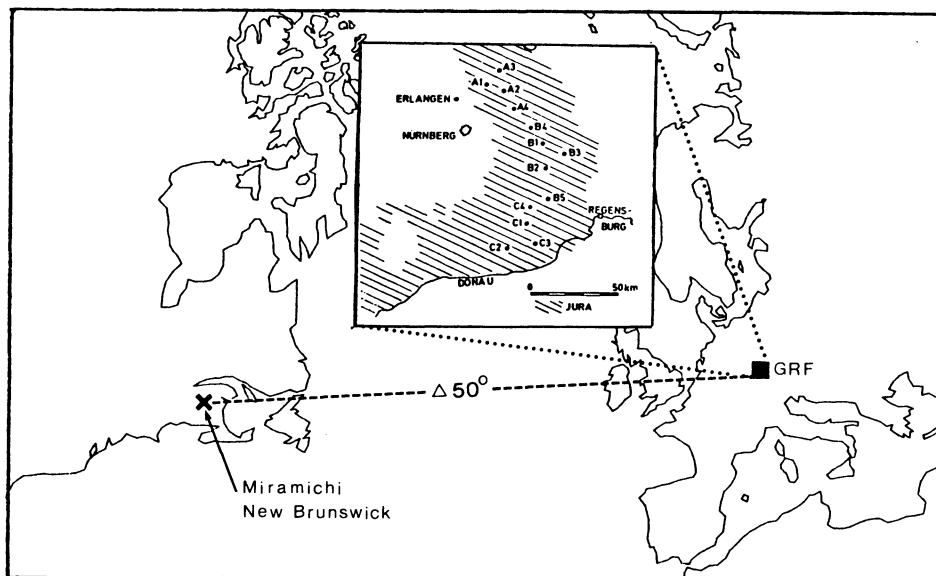 A3
A1
A2
ERLANGEN
A4
NÜRNBERG
B4
B1
B3
B2
B5
C4
REGENS-
BURG
C1
C2
C3
DONAU
0 50km
JURA
GRF
Δ 50°
Miramichi
New Brunswick